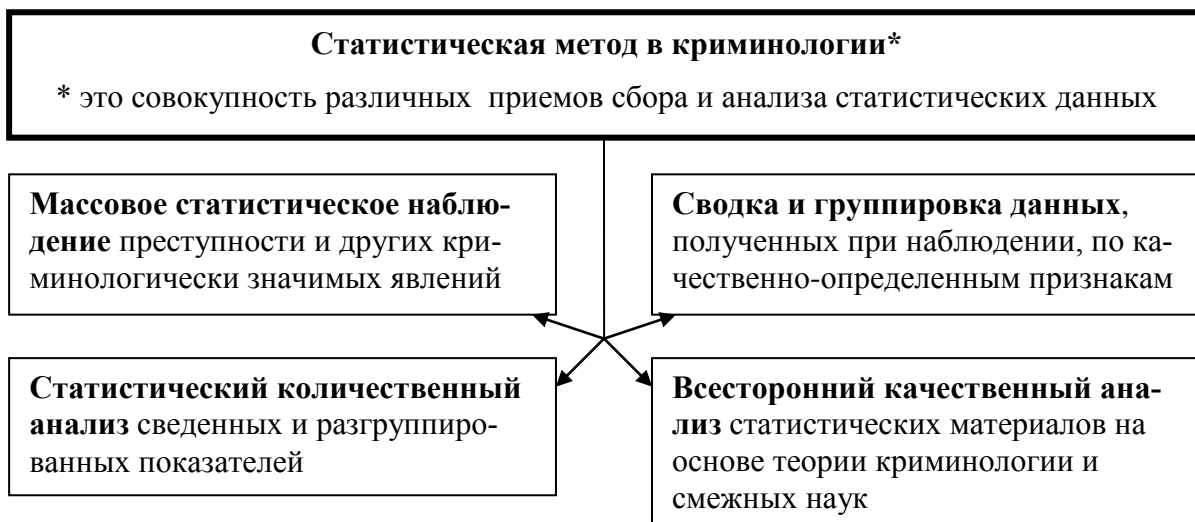 Статистическая метод в криминологии*
* это совокупность различных приемов сбора и анализа статистических данных
Массовое статистическое наблю-
дение преступности и других кри-
минологически значимых явлений
Сводка и группировка данных,
полученных при наблюдении, по ка-
чественно-определенным признакам
Статистический количественный
анализ сведенных и разгруппиро-
ванных показателей
Всесторонний качественный ана-
лиз статистических материалов на
основе теории криминологии и
смежных наук